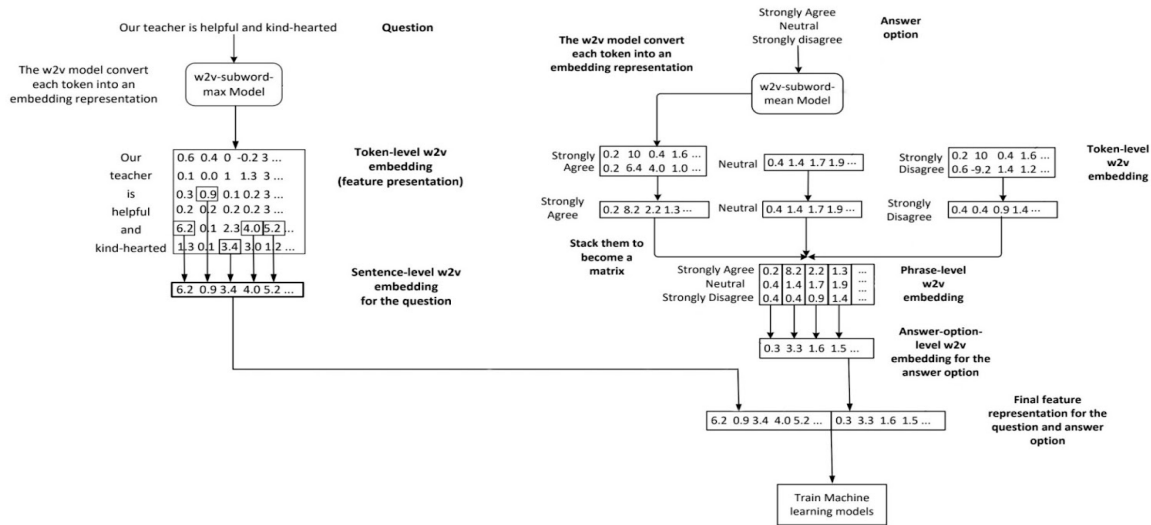 Our teacher is helpful and kind-hearted
Question
The w2v model convert
each token into an
embedding representation
w2v-subword-
max Model
Our 0.6 0.4 0 -0.2 3 ...
teacher 0.1 0.0 1 1.3 3 ...
is 0.3 0.9 0.1 0.2 3 ...
helpful 0.2 0.2 0.2 0.2 3 ...
and 6.2 0.1 2.3 4.0 5.2 ...
kind-hearted 1.3 0.1 3.4 3.0 1.2 ...
Token-level w2v
embedding
(feature presentation)
6.2 0.9 3.4 4.0 5.2 ...
Sentence-level w2v
embedding
for the question
Strongly Agree
Neutral
Strongly disagree
Answer
option
The w2v model convert
each token into an
embedding representation
w2v-subword-
mean Model
Strongly 0.2 10 0.4 1.6 ...
Agree 0.2 6.4 4.0 1.0 ...
Neutral 0.4 1.4 1.7 1.9 ...
Strongly 0.2 10 0.4 1.6 ...
Disagree 0.6 -9.2 1.4 1.2 ...
Token-level
w2v
embedding
Strongly
Agree
0.2 8.2 2.2 1.3 ...
Neutral 0.4 1.4 1.7 1.9 ...
Strongly
Disagree
0.4 0.4 0.9 1.4 ...
Stack them to
become a
matrix
Strongly Agree 0.2 8.2 2.2 1.3 ...
Neutral 0.4 1.4 1.7 1.9 ...
Strongly Disagree 0.4 0.4 0.9 1.4 ...
Phrase-level
w2v
embedding
0.3 3.3 1.6 1.5 ...
Answer-option-
level w2v
embedding for the
answer option
6.2 0.9 3.4 4.0 5.2 ... 0.3 3.3 1.6 1.5 ...
Final feature
representation for the
question and answer
option
Train Machine
learning models